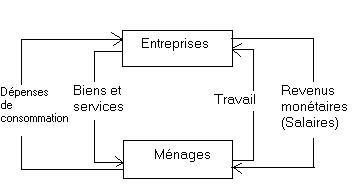 Entreprises
Dépenses
de
consommation
Biens et
services
Travail
Revenus
monétaires
(Salaires)
Ménages